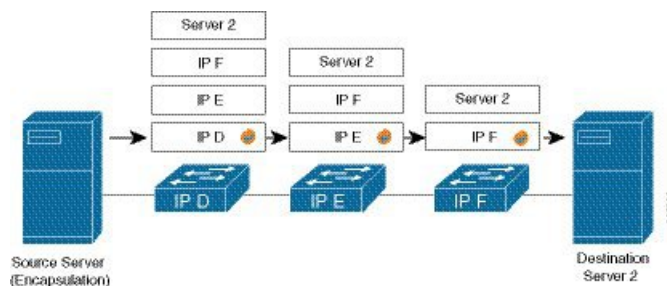 Server 2
IP F
IP E
IP D
Server 2
IP F
IP E
Server 2
IP F
IP D
IP E
IP F
Source Server
(Encapsulation)
Destination
Server 2